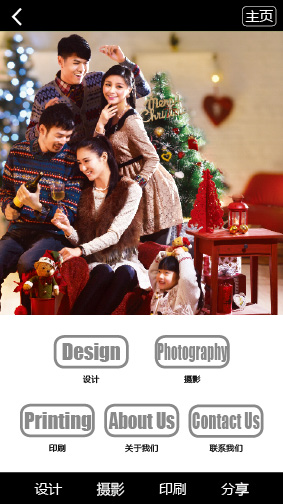 主页
Merry
Christmas
Design Photography
设计 摄影
Printing About Us Contact Us
印刷 关于我们 联系我们
设计 摄影 印刷 分享